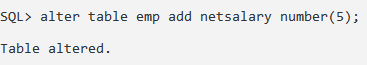 SQL> alter table emp add netsalary number(5);
Table altered.